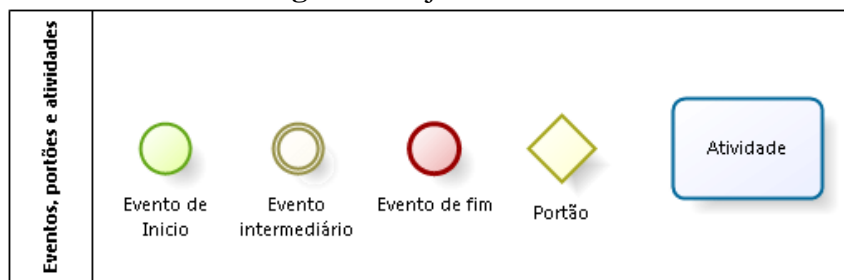 Eventos, portões e atividades
Evento de
Inicio
Evento
intermediário
Evento de fim
Portão
Atividade